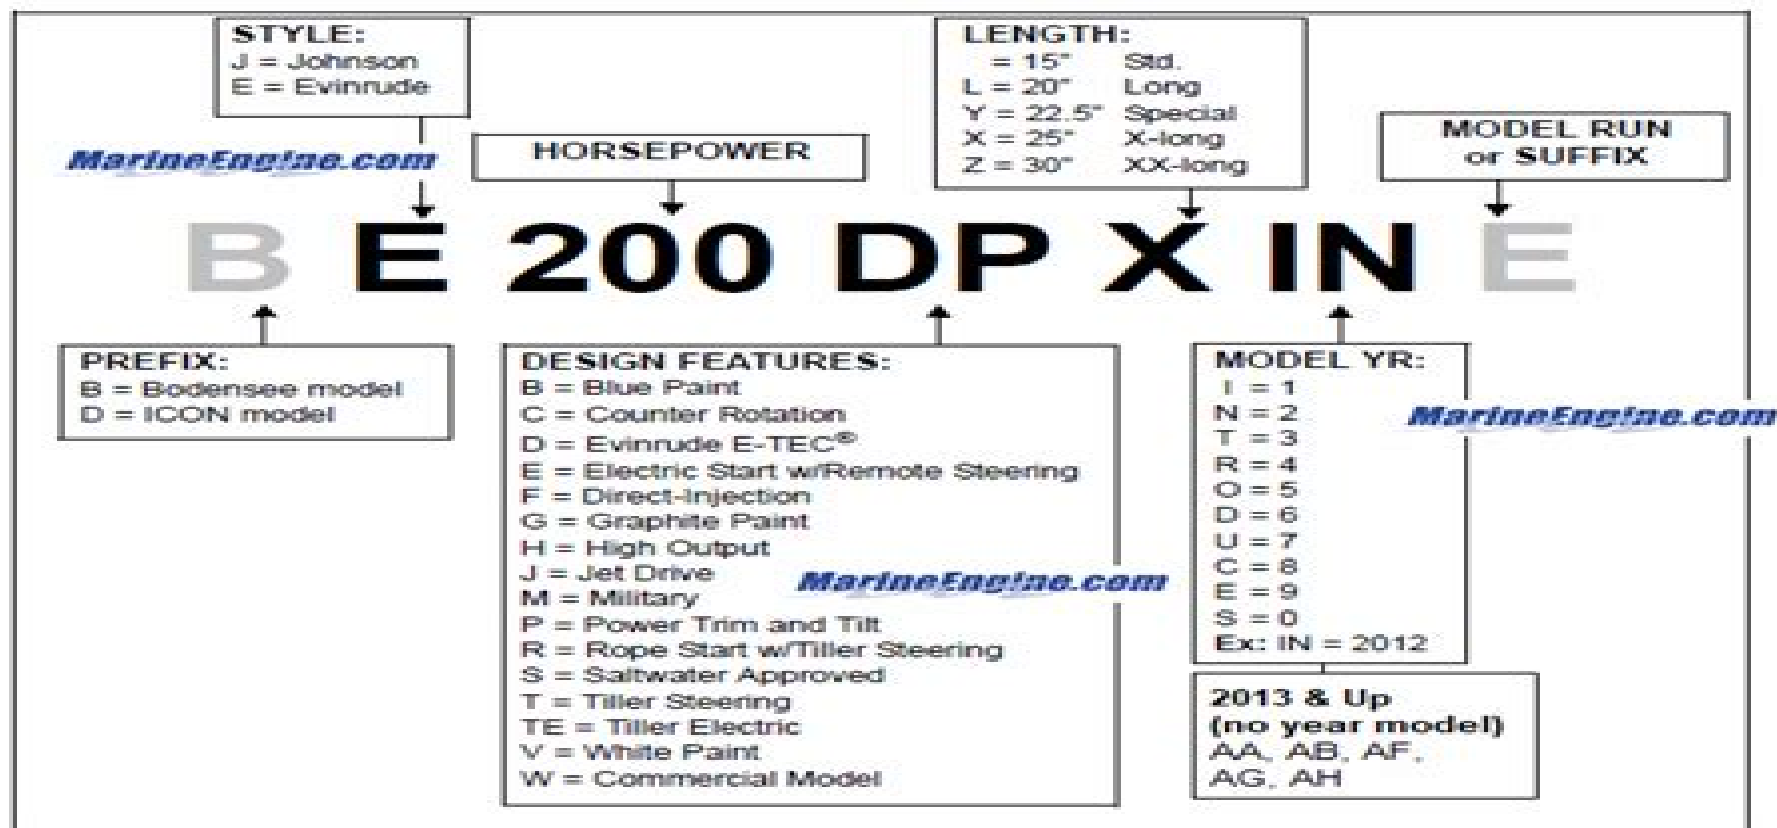 STYLE:
J = Johnson
E = Evinrude
LENGTH:
= 15" Std.
L = 20" Long
Y = 22.5" Special
X = 25" X-long
Z = 30" XX-long
MarineEngine.com
HORSEPOWER
MODEL RUN
or SUFFIX
B E 200 DP X IN E
PREFIX:
B = Bodensee model
D = ICON model
DESIGN FEATURES:
B = Blue Paint
C = Counter Rotation
D = Evinrude E-TEC®
E = Electric Start w/Remote Steering
F = Direct-Injection
G = Graphite Paint
H = High Output
J = Jet Drive
M = Military
P = Power Trim and Tilt
R = Rope Start w/Tiller Steering
S = Saltwater Approved
T = Tiller Steering
TE = Tiller Electric
V = White Paint
W = Commercial Model
MarineEngine.com
MODEL YR:
I = 1
N = 2
T = 3
R = 4
O = 5
D = 6
U = 7
C = 8
E = 9
S = 0
Ex: IN = 2012
MarineEngine.com
2013 & Up
(no year model)
AA, AB, AF,
AG, AH